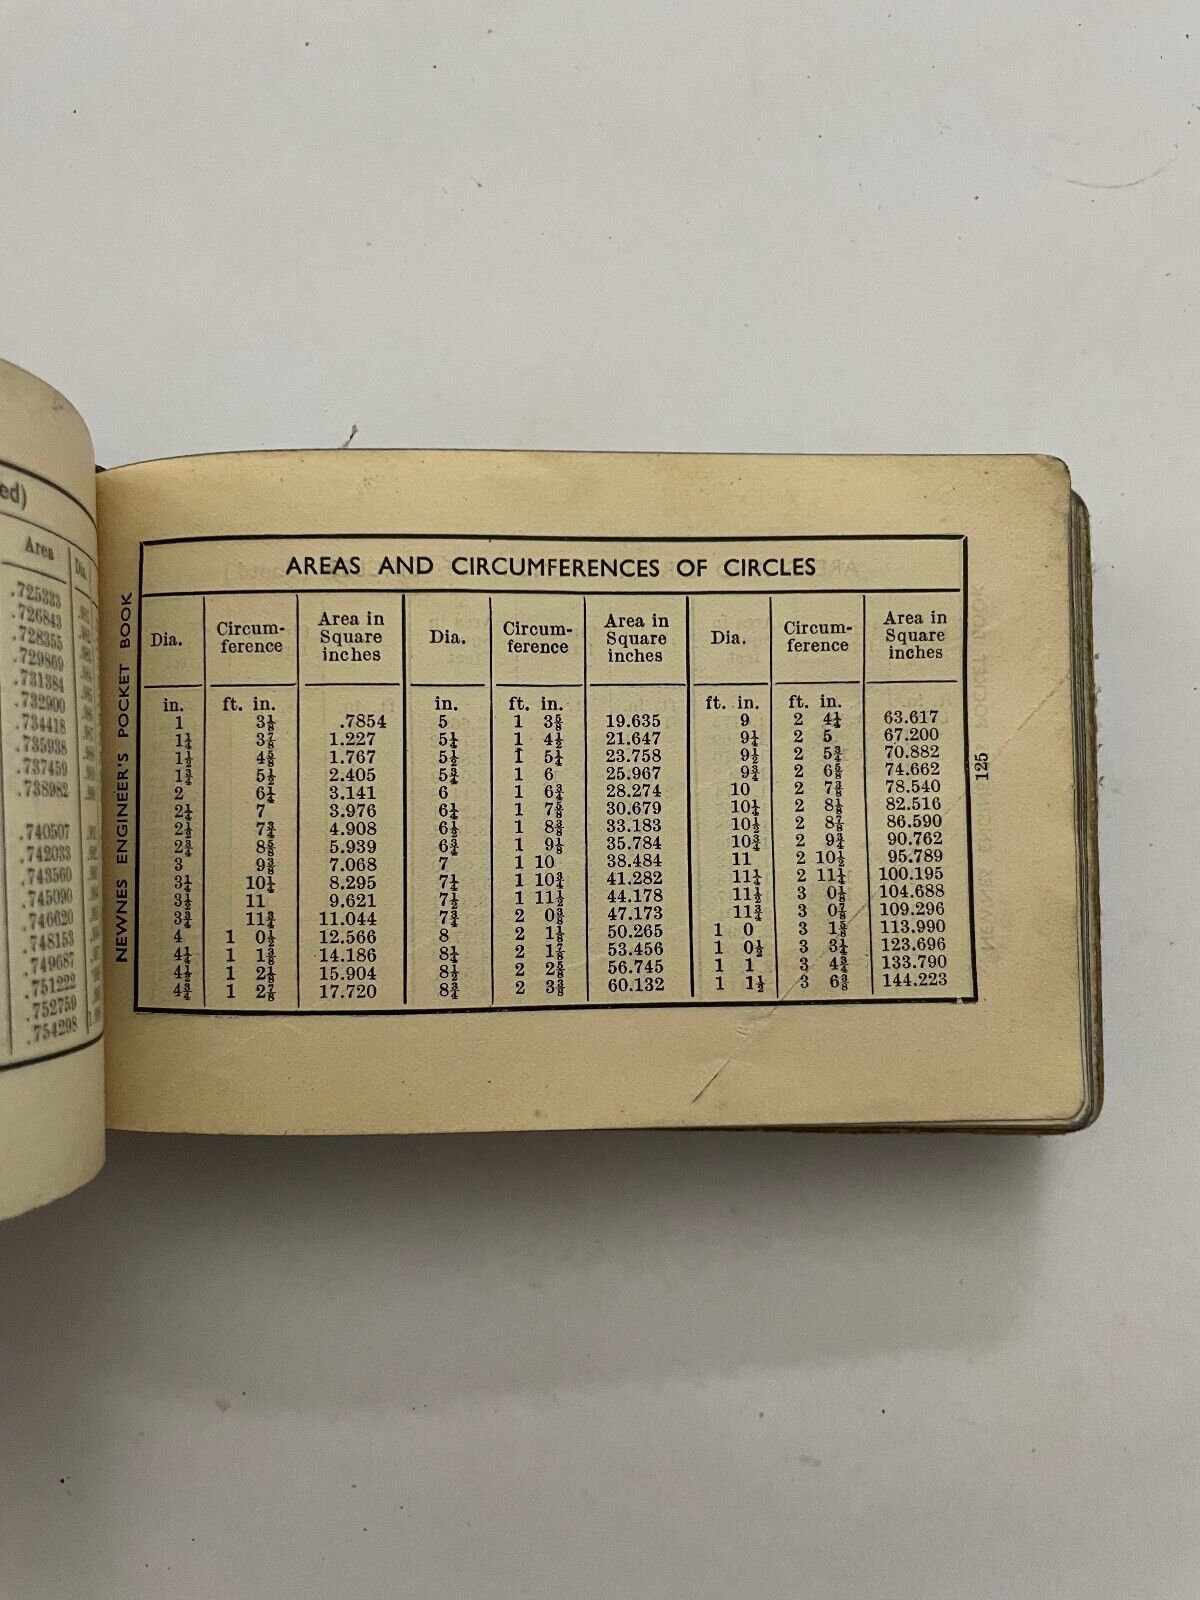 ed)
Area
Dia
.725333
.726843
.728355
.729869
.731384
.732900
.734418
.735938
.737459
.738982
.740507
.742033
.743560
.745090
.746620
.748153
.749687
.751222
.752759
.754298
NEWNES ENGINEER'S POCKET BOOK
AREAS AND CIRCUMFERENCES OF CIRCLES
Dia. Circum-ference Area in Square inches Dia. Circum-ference Area in Square inches Dia. Circum-ference Area in Square inches
in. ft. in. in. ft. in. ft. in. ft. in.
1 3⅛ .7854 5 1 3⅝ 19.635 9 2 4¼ 63.617
1¼ 3⅞ 1.227 5¼ 1 4½ 21.647 9¼ 2 5 67.200
1½ 4⅝ 1.767 5½ 1 5¼ 23.758 9½ 2 5¾ 70.882
1¾ 5½ 2.405 5¾ 1 6 25.967 9¾ 2 6⅝ 74.662
2 6¼ 3.141 6 1 6¾ 28.274 10 2 7⅜ 78.540
2¼ 7 3.976 6¼ 1 7⅝ 30.679 10¼ 2 8⅛ 82.516
2½ 7¾ 4.908 6½ 1 8⅜ 33.183 10½ 2 8⅞ 86.590
2¾ 8⅝ 5.939 6¾ 1 9⅛ 35.784 10¾ 2 9¾ 90.762
3 9⅜ 7.068 7 1 10 38.484 11 2 10½ 95.789
3¼ 10¼ 8.295 7¼ 1 10¾ 41.282 11¼ 2 11¼ 100.195
3½ 11 9.621 7½ 1 11½ 44.178 11½ 3 0⅛ 104.688
3¾ 11¾ 11.044 7¾ 2 0⅜ 47.173 11¾ 3 0⅞ 109.296
4 1 0½ 12.566 8 2 1⅛ 50.265 1 0 3 1⅝ 113.990
4¼ 1 1⅜ 14.186 8¼ 2 1⅞ 53.456 1 0½ 3 3¼ 123.696
4½ 1 2⅛ 15.904 8½ 2 2⅝ 56.745 1 1 3 4¾ 133.790
4¾ 1 2⅞ 17.720 8¾ 2 3⅜ 60.132 1 1½ 3 6⅜ 144.223
125